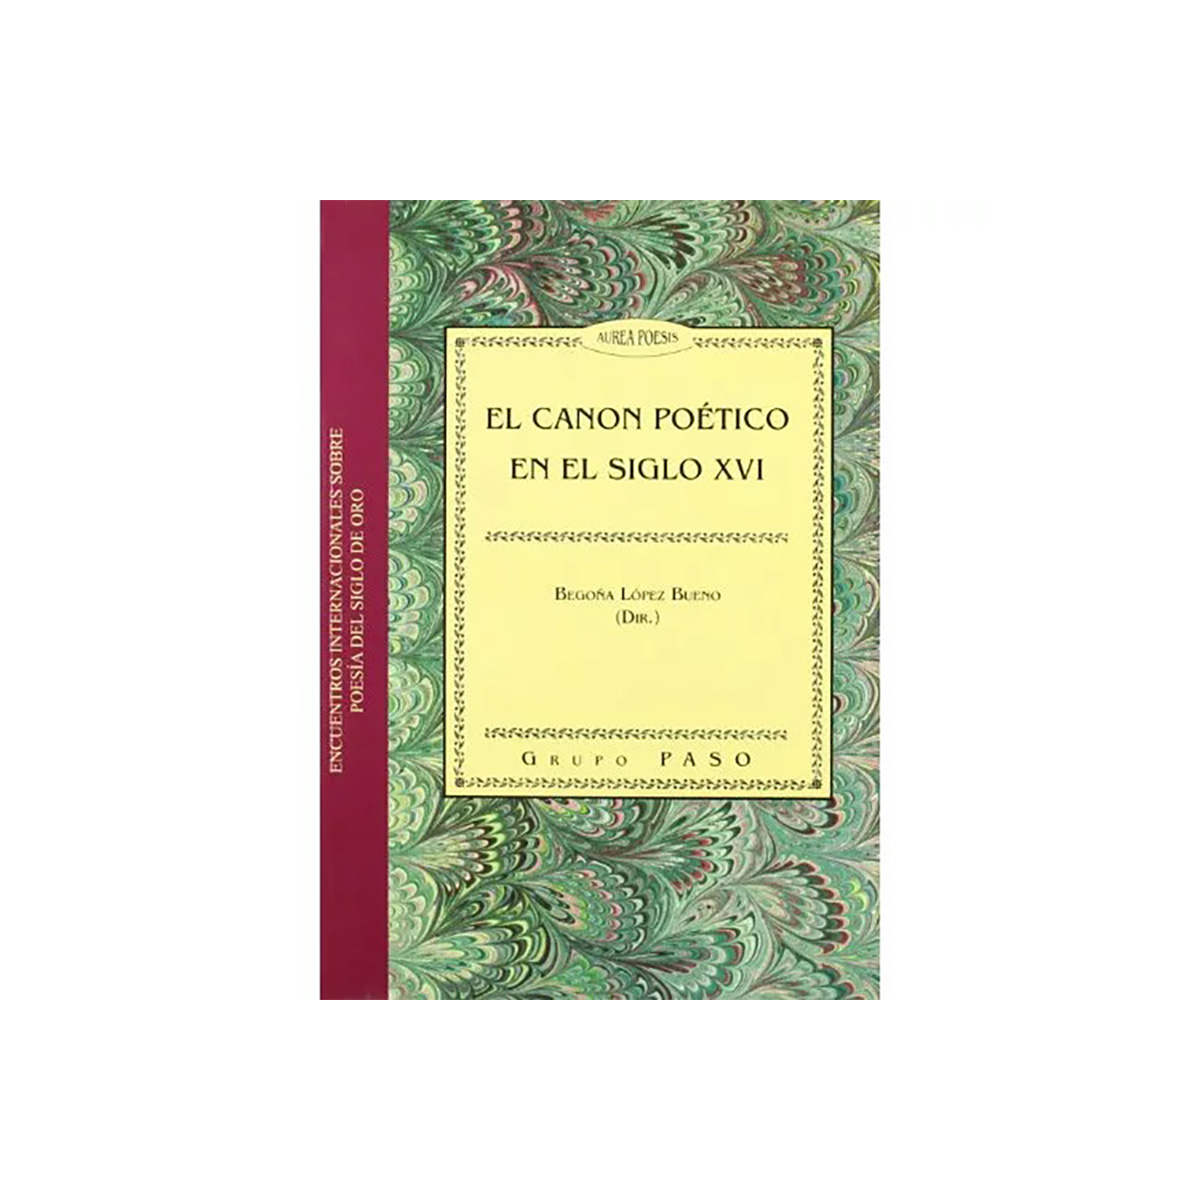 ENCUENTROS INTERNACIONALES SOBRE
POESÍA DEL SIGLO DE ORO
AUREA POESIS
EL CANON POÉTICO
EN EL SIGLO XVI
BEGOÑA LÓPEZ BUENO
(DIR.)
GRUPO PASO